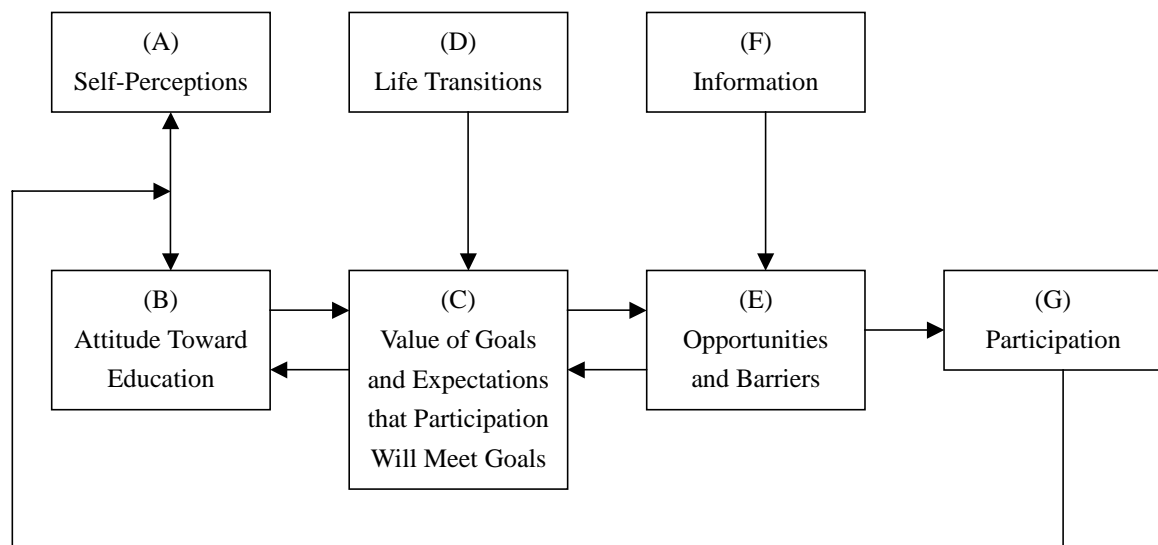 (A)
Self-Perceptions
(D)
Life Transitions
(F)
Information
(B)
Attitude Toward
Education
(C)
Value of Goals
and Expectations
that Participation
Will Meet Goals
(E)
Opportunities
and Barriers
(G)
Participation